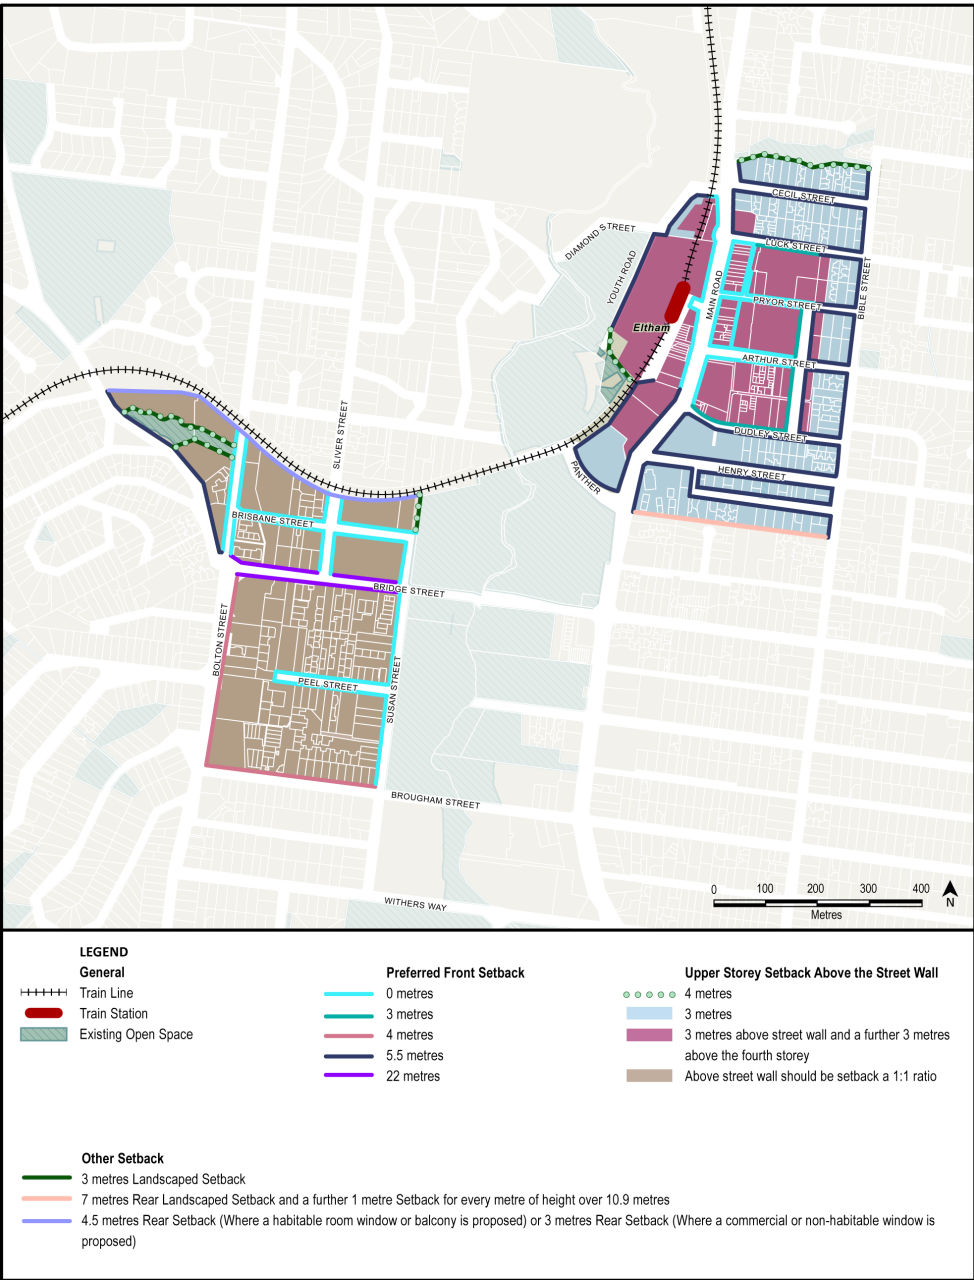 CECIL STREET
DIAMOND STREET
LUCK STREET
YOUTH ROAD
MAIN ROAD
BIBLE STREET
PRYOR STREET
Eltham
ARTHUR STREET
SLIVER STREET
DUDLEY STREET
PANTHER
HENRY STREET
BRISBANE STREET
BRIDGE STREET
BOLTON STREET
PEEL STREET
SUSAN STREET
BROUGHAM STREET
WITHERS WAY
0 100 200 300 400
Metres
N
LEGEND
General
Train Line
Train Station
Existing Open Space
Preferred Front Setback
0 metres
3 metres
4 metres
5.5 metres
22 metres
Upper Storey Setback Above the Street Wall
4 metres
3 metres
3 metres above street wall and a further 3 metres
above the fourth storey
Above street wall should be setback a 1:1 ratio
Other Setback
3 metres Landscaped Setback
7 metres Rear Landscaped Setback and a further 1 metre Setback for every metre of height over 10.9 metres
4.5 metres Rear Setback (Where a habitable room window or balcony is proposed) or 3 metres Rear Setback (Where a commercial or non-habitable window is
proposed)